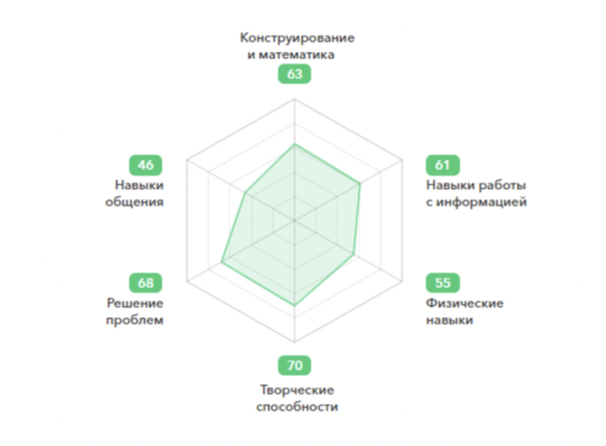 Конструирование
и математика
63
61
Навыки работы
с информацией
55
Физические
навыки
70
Творческие
способности
68
Решение
проблем
46
Навыки
общения